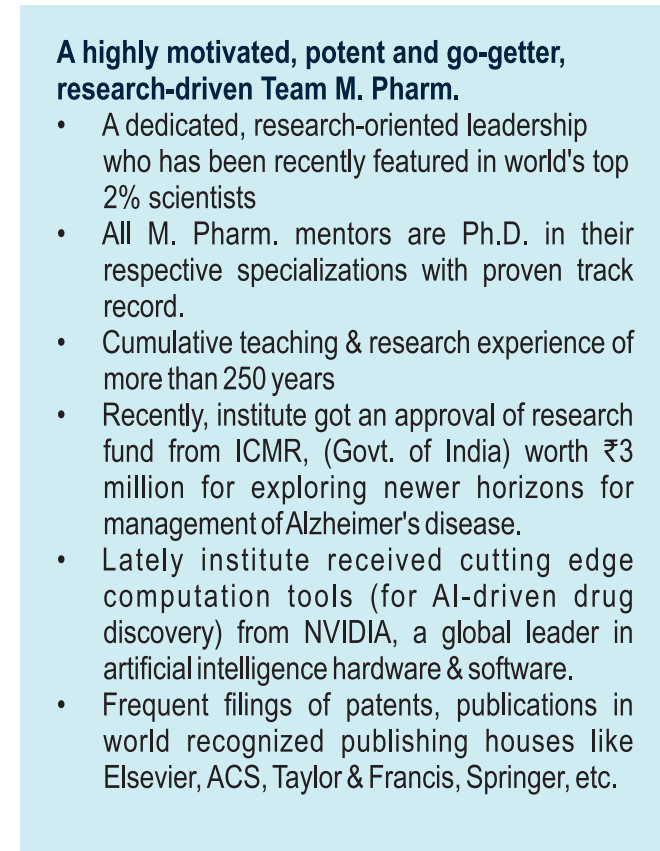 A highly motivated, potent and go-getter,
research-driven Team M. Pharm.
• A dedicated, research-oriented leadership
who has been recently featured in world's top
2% scientists
• All M. Pharm. mentors are Ph.D. in their
respective specializations with proven track
record.
• Cumulative teaching & research experience of
more than 250 years
• Recently, institute got an approval of research
fund from ICMR, (Govt. of India) worth ₹3
million for exploring newer horizons for
management of Alzheimer's disease.
• Lately institute received cutting edge
computation tools (for AI-driven drug
discovery) from NVIDIA, a global leader in
artificial intelligence hardware & software.
• Frequent filings of patents, publications in
world recognized publishing houses like
Elsevier, ACS, Taylor & Francis, Springer, etc.